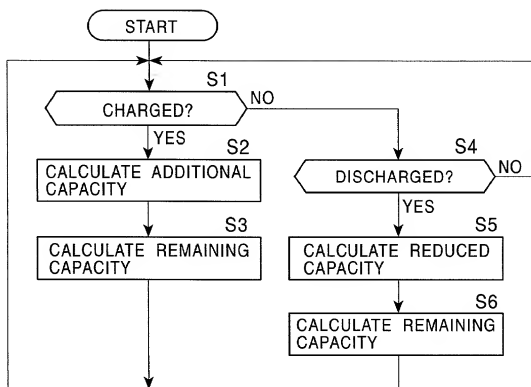 START
S1
CHARGED?
NO
YES
S2
CALCULATE ADDITIONAL
CAPACITY
S3
CALCULATE REMAINING
CAPACITY
S4
DISCHARGED?
NO
YES
S5
CALCULATE REDUCED
CAPACITY
S6
CALCULATE REMAINING
CAPACITY